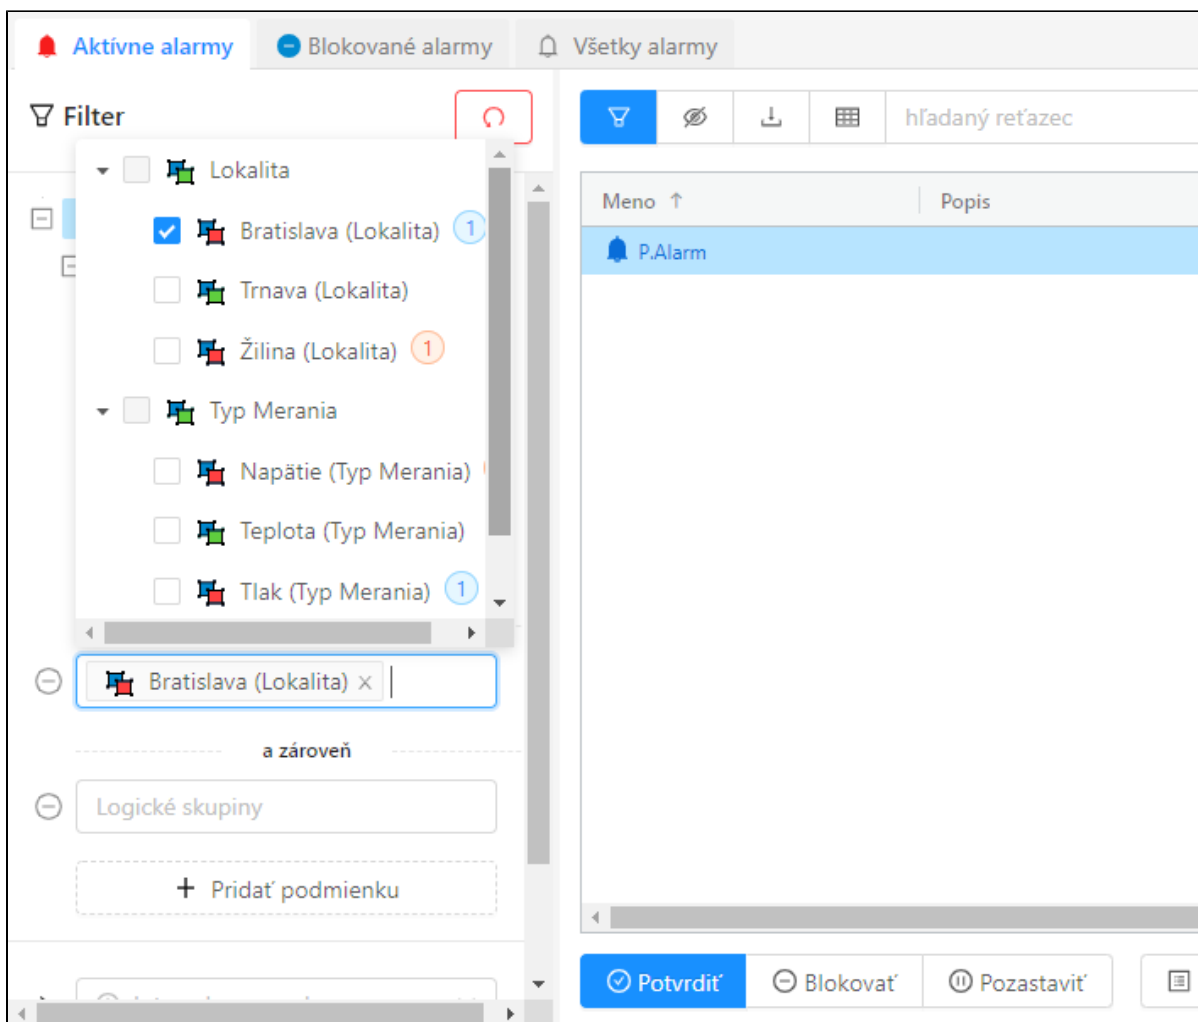 Aktívne alarmy
Blokované alarmy
Všetky alarmy
Filter
Lokalita
Bratislava (Lokalita) 1
Trnava (Lokalita)
Žilina (Lokalita) 1
Typ Merania
Napätie (Typ Merania)
Teplota (Typ Merania)
Tlak (Typ Merania) 1
Bratislava (Lokalita) ×
a zároveň
Logické skupiny
+ Pridať podmienku
hľadaný reťazec
Meno ↑ Popis
P.Alarm
Potvrdiť
Blokovať
Pozastaviť